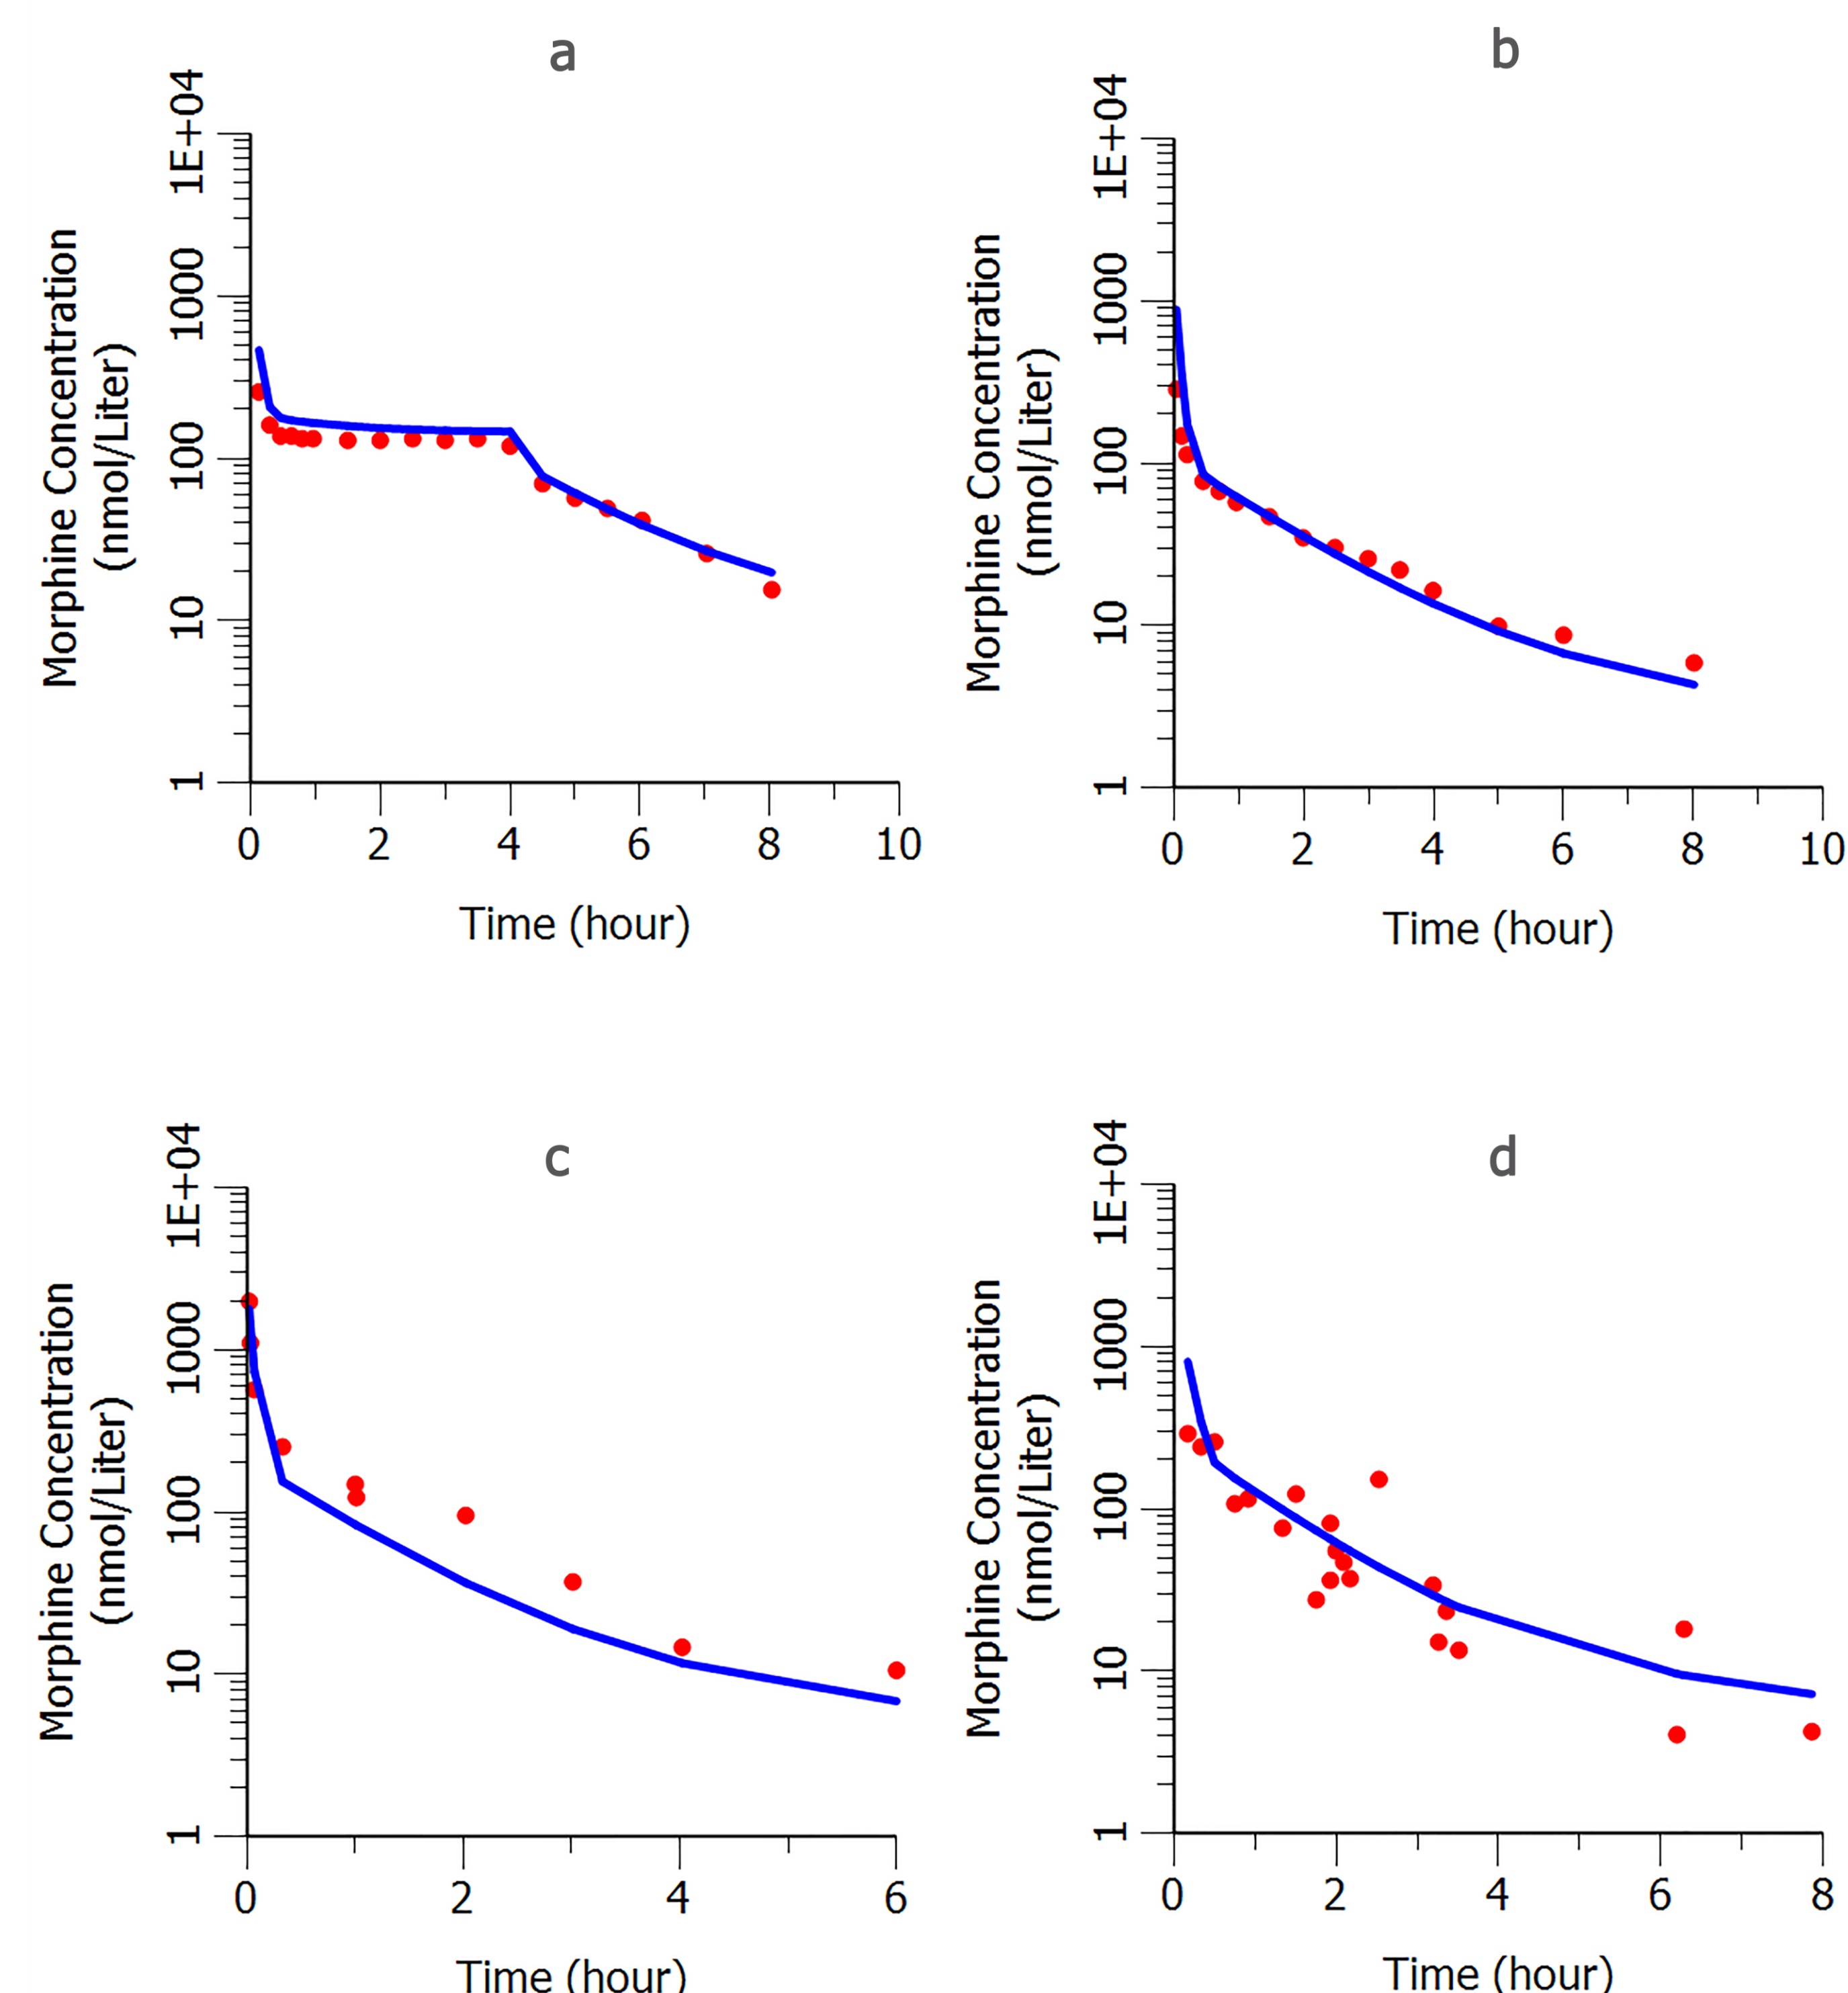 a
Morphine Concentration
(nmol/Liter)
1E+04
1000
100
10
1
0 2 4 6 8 10
Time (hour)
b
Morphine Concentration
(nmol/Liter)
1E+04
1000
100
10
1
0 2 4 6 8 10
Time (hour)
c
Morphine Concentration
(nmol/Liter)
1E+04
1000
100
10
1
0 2 4 6
Time (hour)
d
Morphine Concentration
(nmol/Liter)
1E+04
1000
100
10
1
0 2 4 6 8
Time (hour)